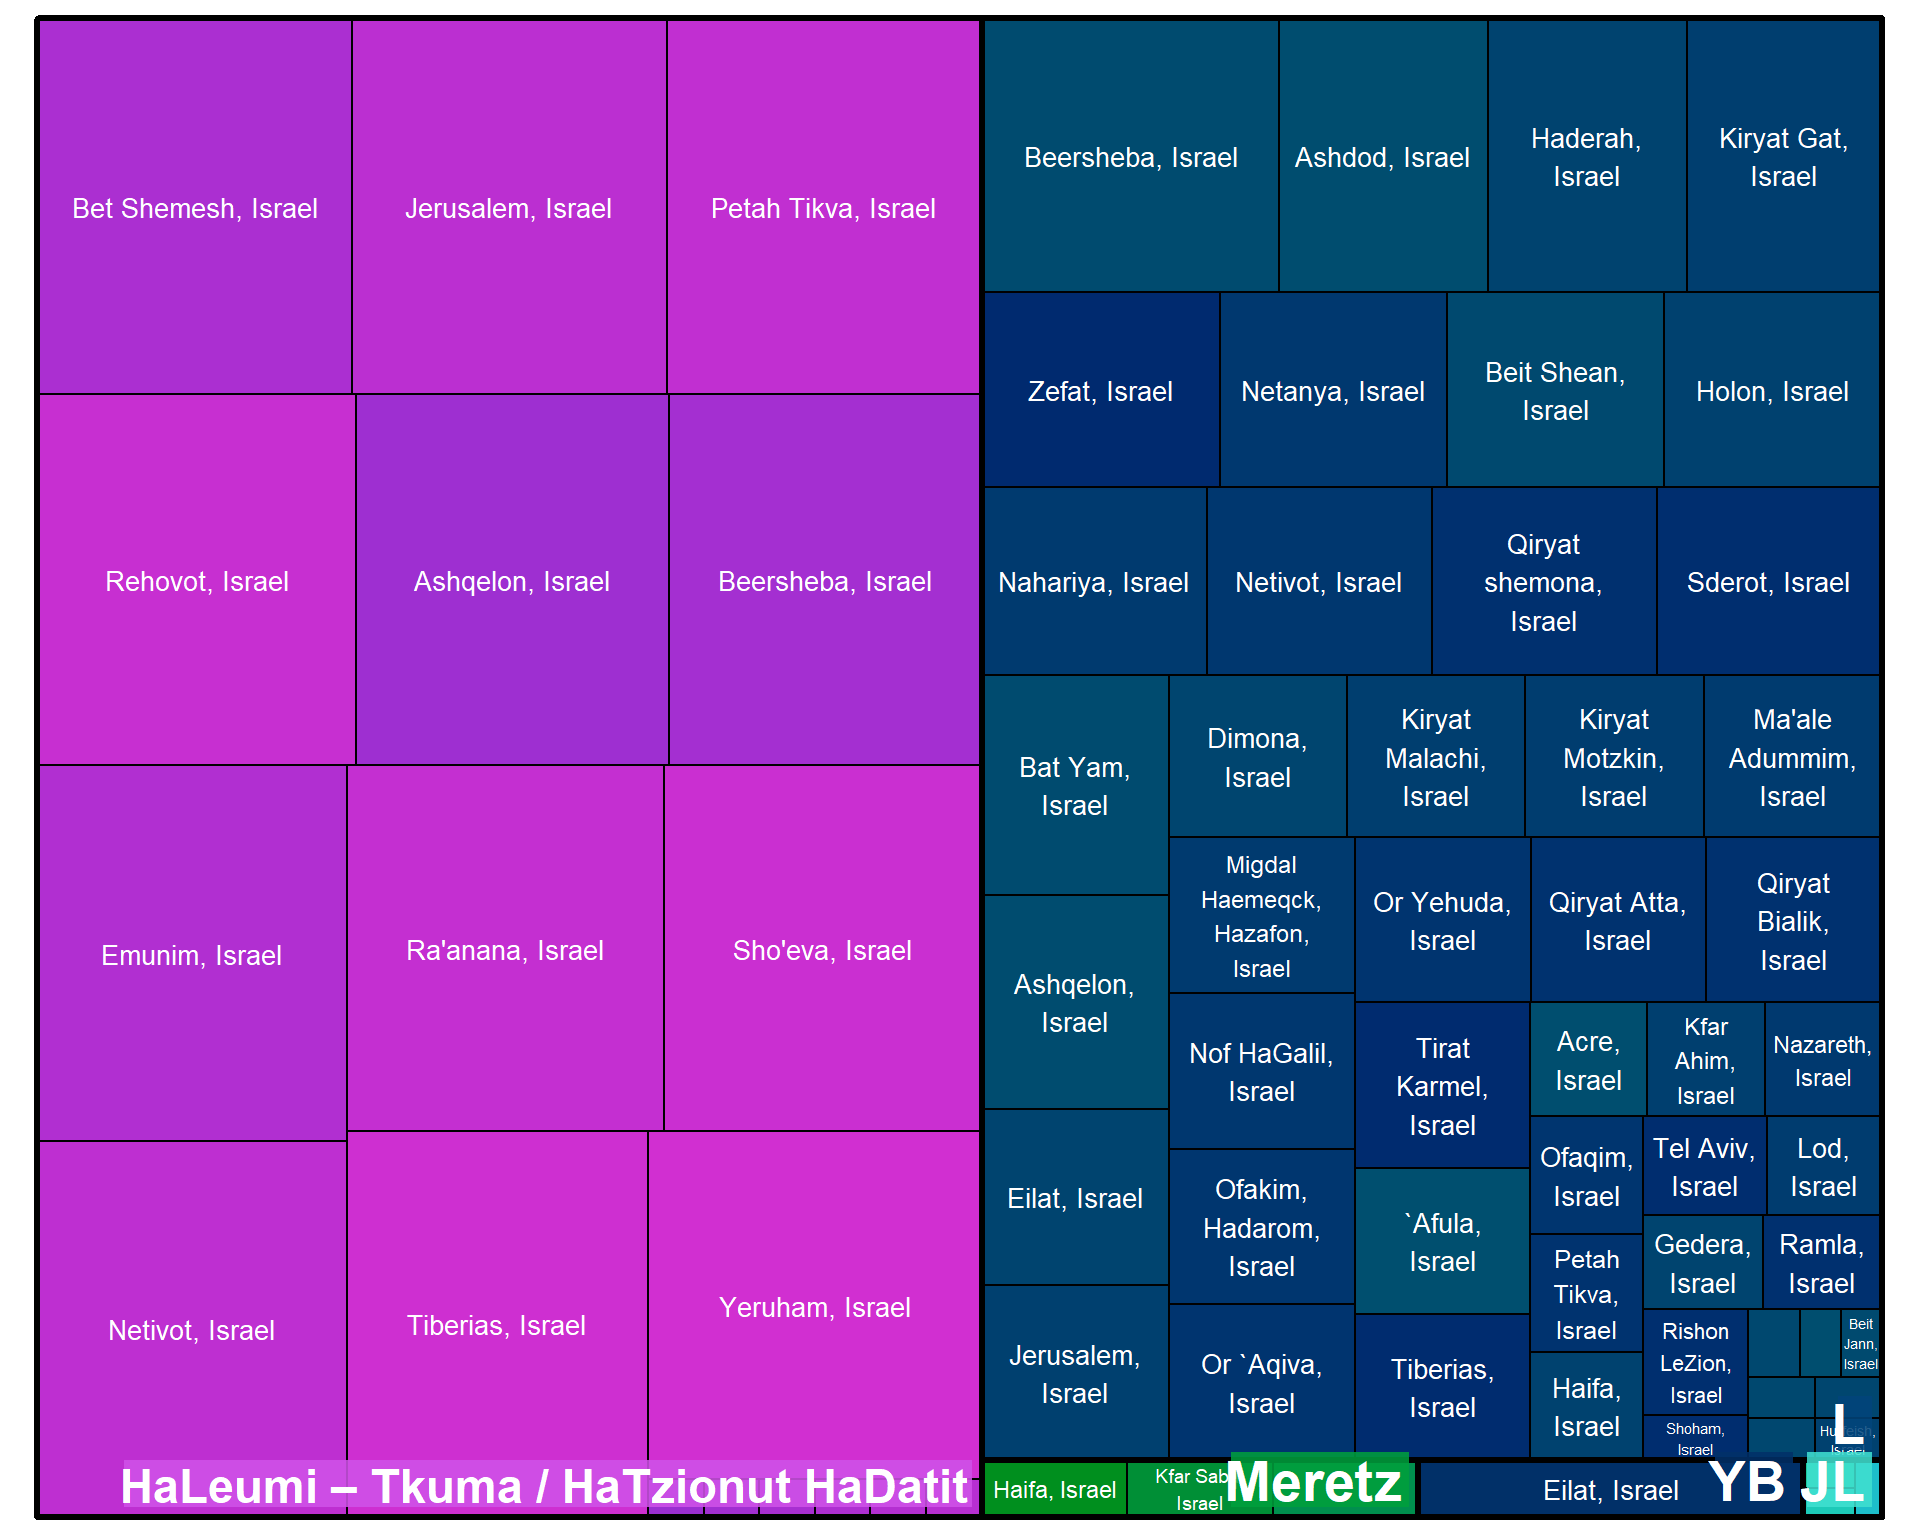 Bet Shemesh, Israel
Jerusalem, Israel
Petah Tikva, Israel
Rehovot, Israel
Ashqelon, Israel
Beersheba, Israel
Emunim, Israel
Ra'anana, Israel
Sho'eva, Israel
Netivot, Israel
Tiberias, Israel
Yeruham, Israel
HaLeumi – Tkuma / HaTzionut HaDatit
Beersheba, Israel
Ashdod, Israel
Haderah,
Israel
Kiryat Gat,
Israel
Zefat, Israel
Netanya, Israel
Beit Shean,
Israel
Holon, Israel
Nahariya, Israel
Netivot, Israel
Qiryat
shemona,
Israel
Sderot, Israel
Bat Yam,
Israel
Dimona,
Israel
Kiryat
Malachi,
Israel
Kiryat
Motzkin,
Israel
Ma'ale
Adummim,
Israel
Migdal
Haemeqck,
Hazafon,
Israel
Or Yehuda,
Israel
Qiryat Atta,
Israel
Qiryat
Bialik,
Israel
Ashqelon,
Israel
Nof HaGalil,
Israel
Tirat
Karmel,
Israel
Acre,
Israel
Kfar
Ahim,
Israel
Nazareth,
Israel
Eilat, Israel
Ofakim,
Hadarom,
Israel
`Afula,
Israel
Ofaqim,
Israel
Tel Aviv,
Israel
Lod,
Israel
Petah
Tikva,
Israel
Gedera,
Israel
Ramla,
Israel
Jerusalem,
Israel
Or `Aqiva,
Israel
Tiberias,
Israel
Haifa,
Israel
Rishon
LeZion,
Israel
Shoham,
Israel
Beit
Jann,
Israel
L
Haifa, Israel
Kfar
Israel
Meretz
Eilat, Israel
YB
JL